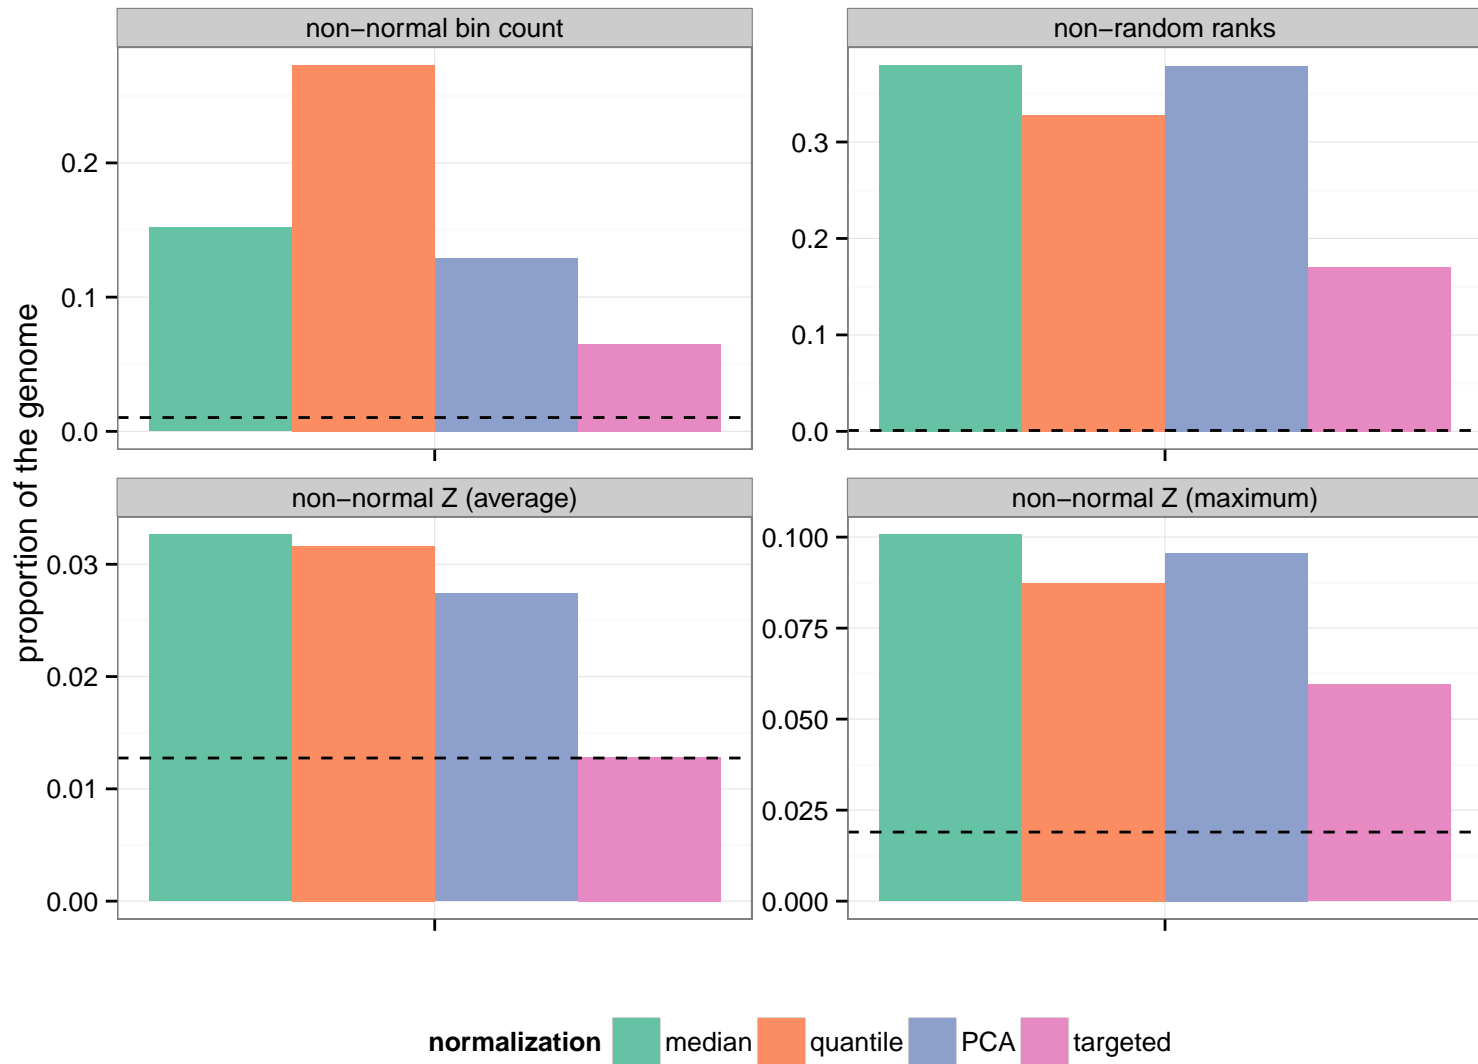 non−normal bin count
non−random ranks
0.2
0.1
0.0
0.3
0.2
0.1
0.0
proportion of the genome
non−normal Z (average)
non−normal Z (maximum)
0.03
0.02
0.01
0.00
0.100
0.075
0.050
0.025
0.000
normalization median quantile PCA targeted